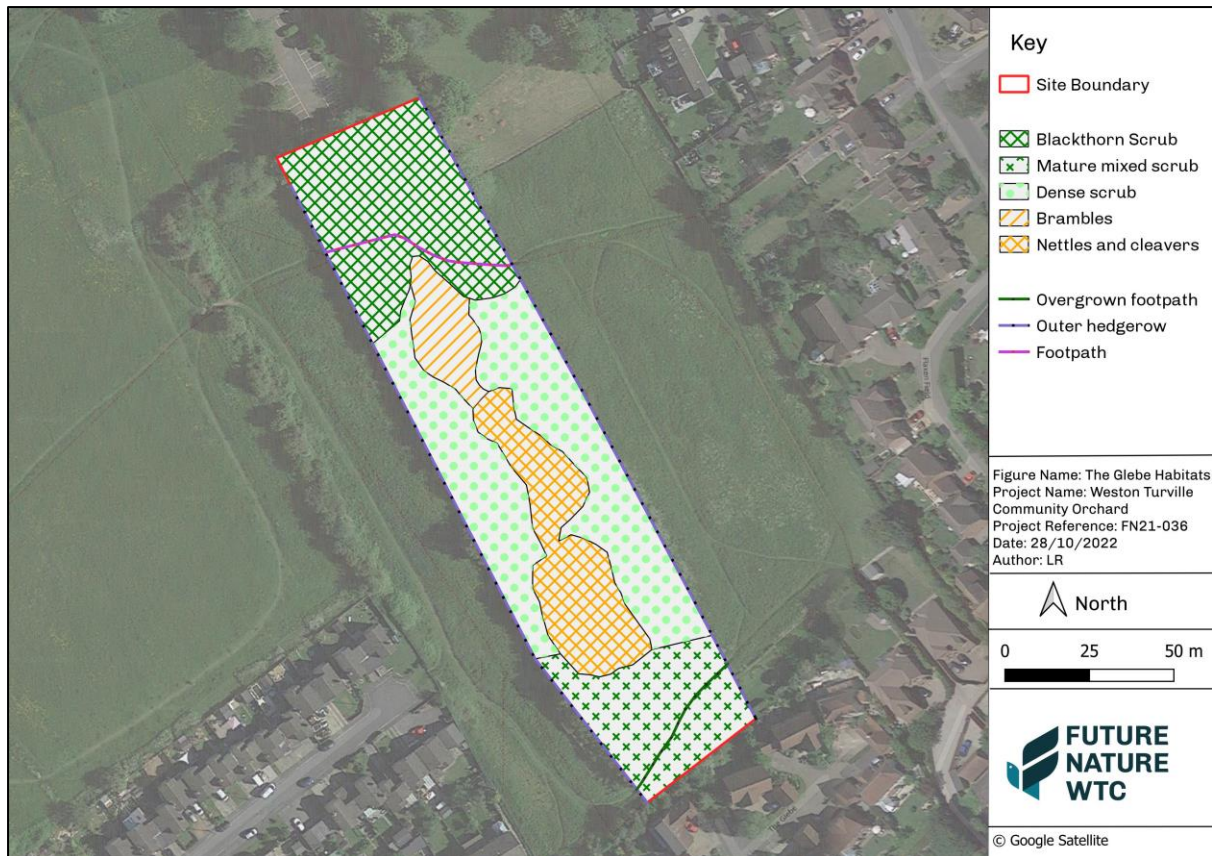 Key
Site Boundary
Blackthorn Scrub
Mature mixed scrub
Dense scrub
Brambles
Nettles and cleavers
Overgrown footpath
Outer hedgerow
Footpath
Figure Name: The Glebe Habitats
Project Name: Weston Turville
Community Orchard
Project Reference: FN21-036
Date: 28/10/2022
Author: LR
North
0 25 50 m
FUTURE
NATURE
WTC
© Google Satellite